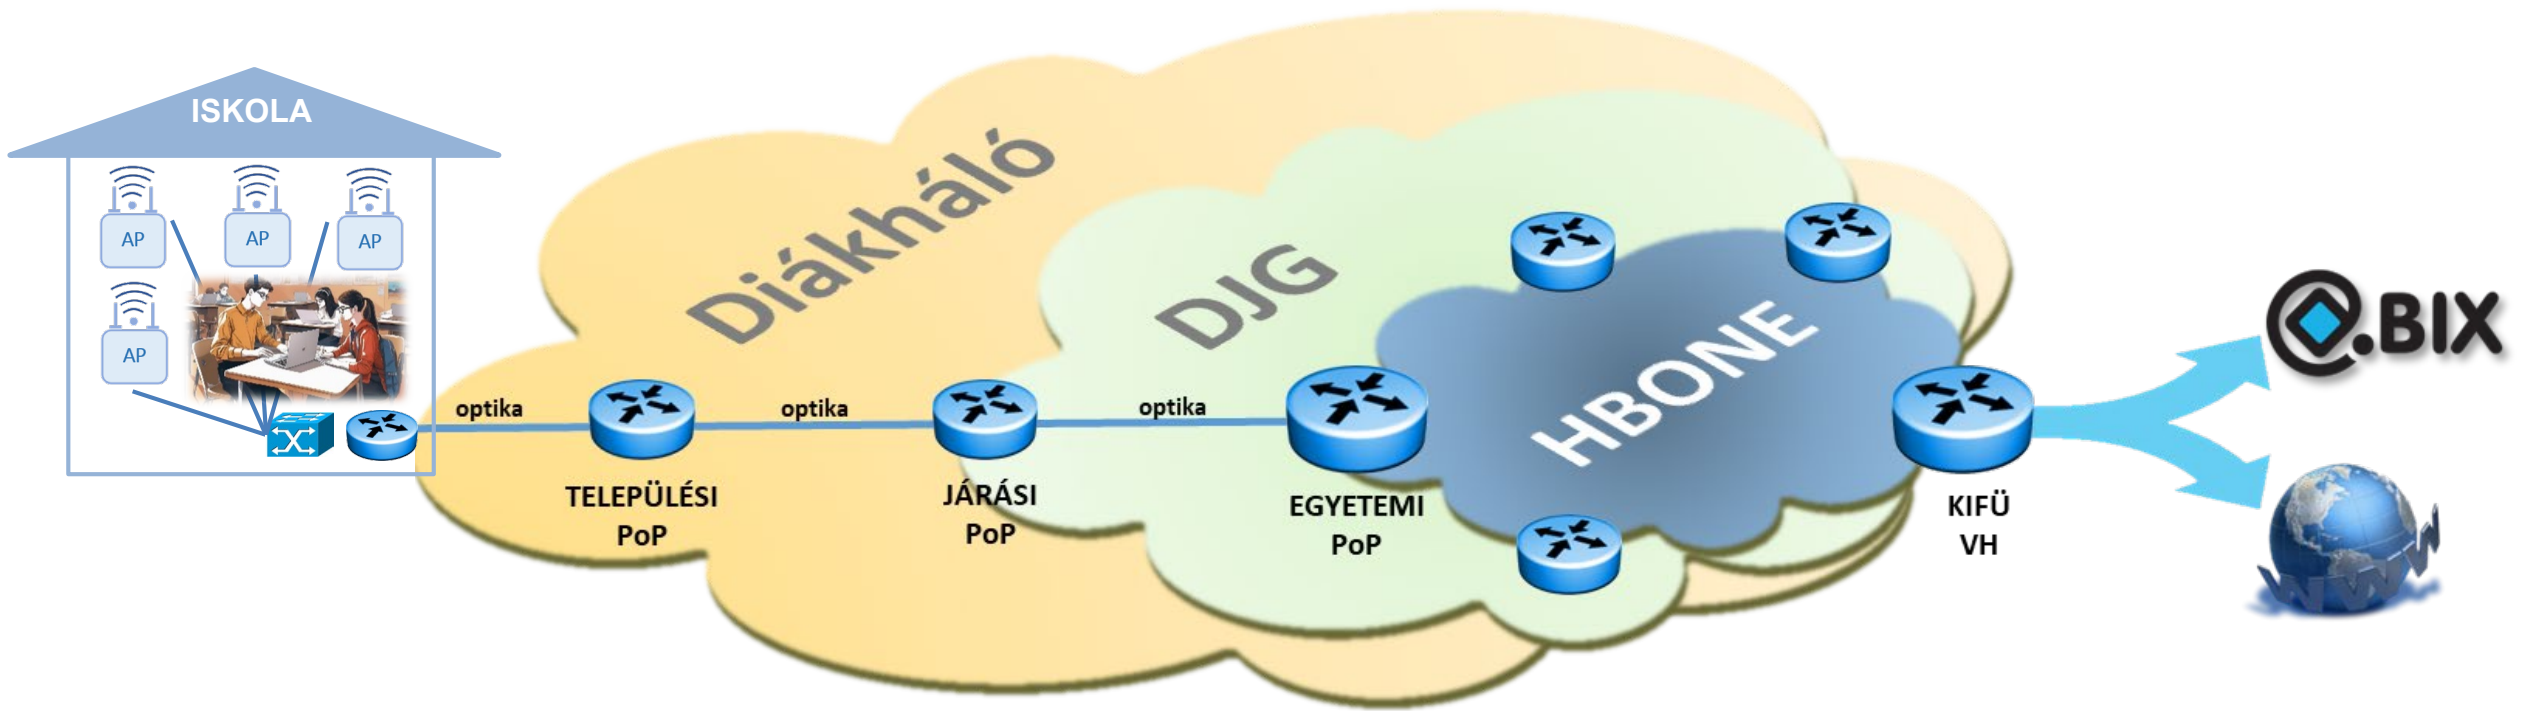 ISKOLA
AP
AP
AP
AP
Diákháló
DJG
HBONE
optika
optika
optika
TELEPÜLÉSI
PoP
JÁRÁSI
PoP
EGYETEMI
PoP
KIFÜ
VH
.BIX
WWW